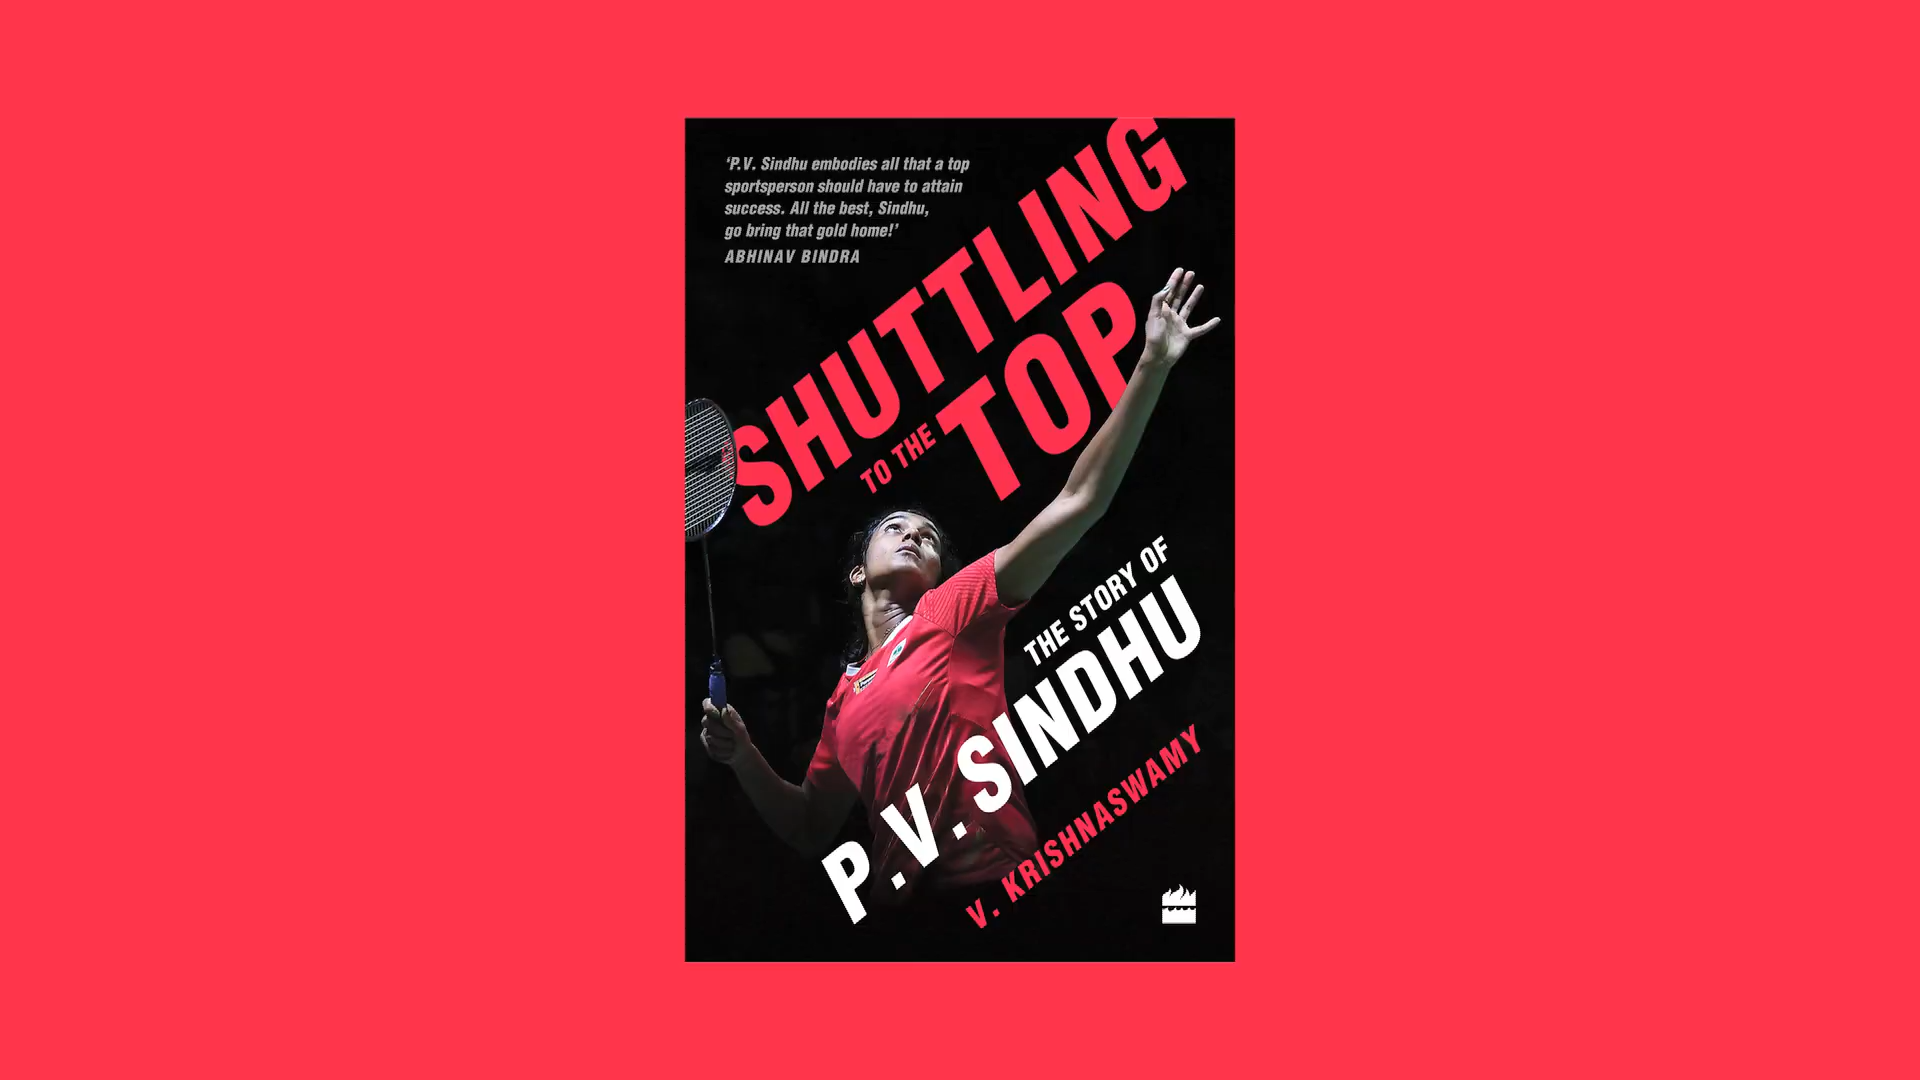 ‘P.V. Sindhu embodies all that a top
sportsperson should have to attain
success. All the best, Sindhu,
go bring that gold home!’
ABHINAV BINDRA
SHUTTLING
TO THE TOP
THE STORY OF
P.V. SINDHU
V. KRISHNASWAMY